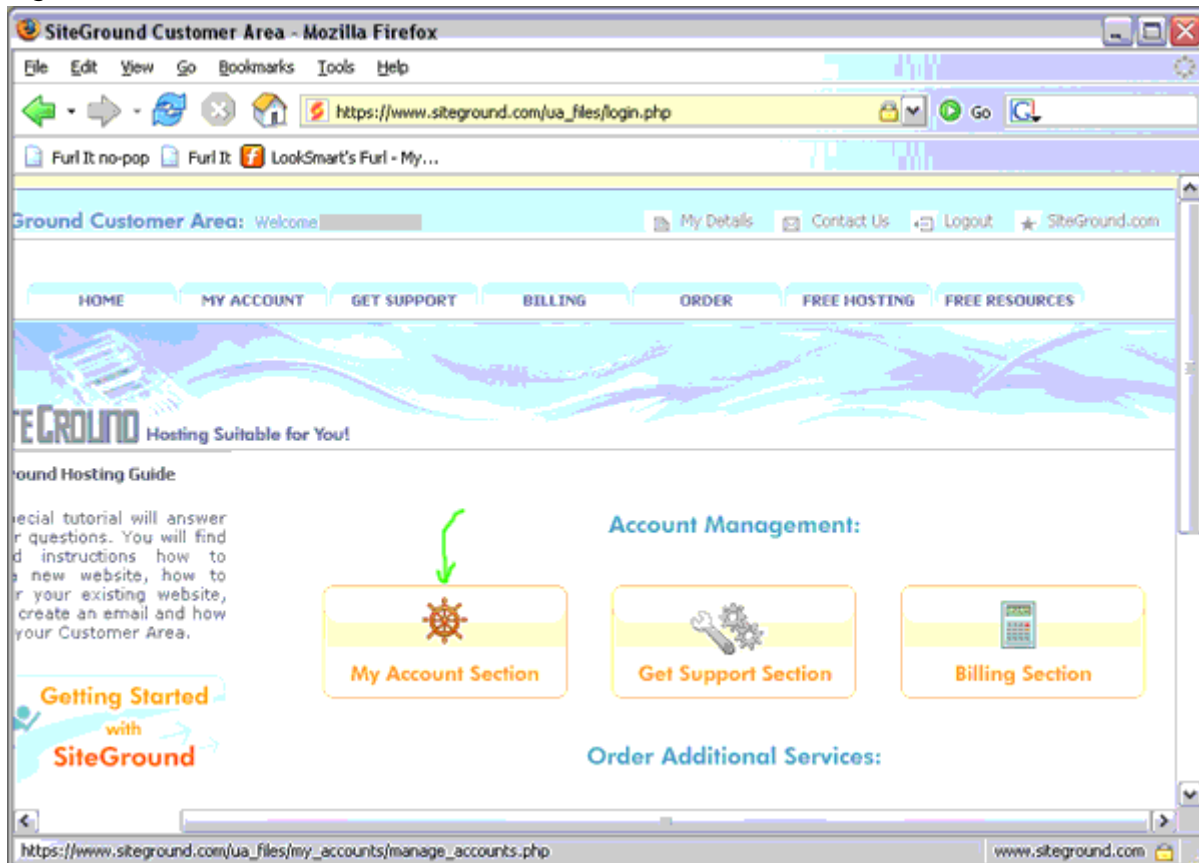 SiteGround Customer Area - Mozilla Firefox
File Edit View Go Bookmarks Tools Help
https://www.siteground.com/ua_files/login.php Go G
Furl It no-pop Furl It LookSmart's Furl - My...
Ground Customer Area: Welcome My Details Contact Us Logout SiteGround.com
HOME MY ACCOUNT GET SUPPORT BILLING ORDER FREE HOSTING FREE RESOURCES
TEGROUND Hosting Suitable for You!
round Hosting Guide
pecial tutorial will answer
r questions. You will find
d instructions how to
new website, how to
r your existing website,
create an email and how
your Customer Area.
Account Management:
My Account Section Get Support Section Billing Section
Getting Started
with
SiteGround
Order Additional Services:
https://www.siteground.com/ua_files/my_accounts/manage_accounts.php www.siteground.com